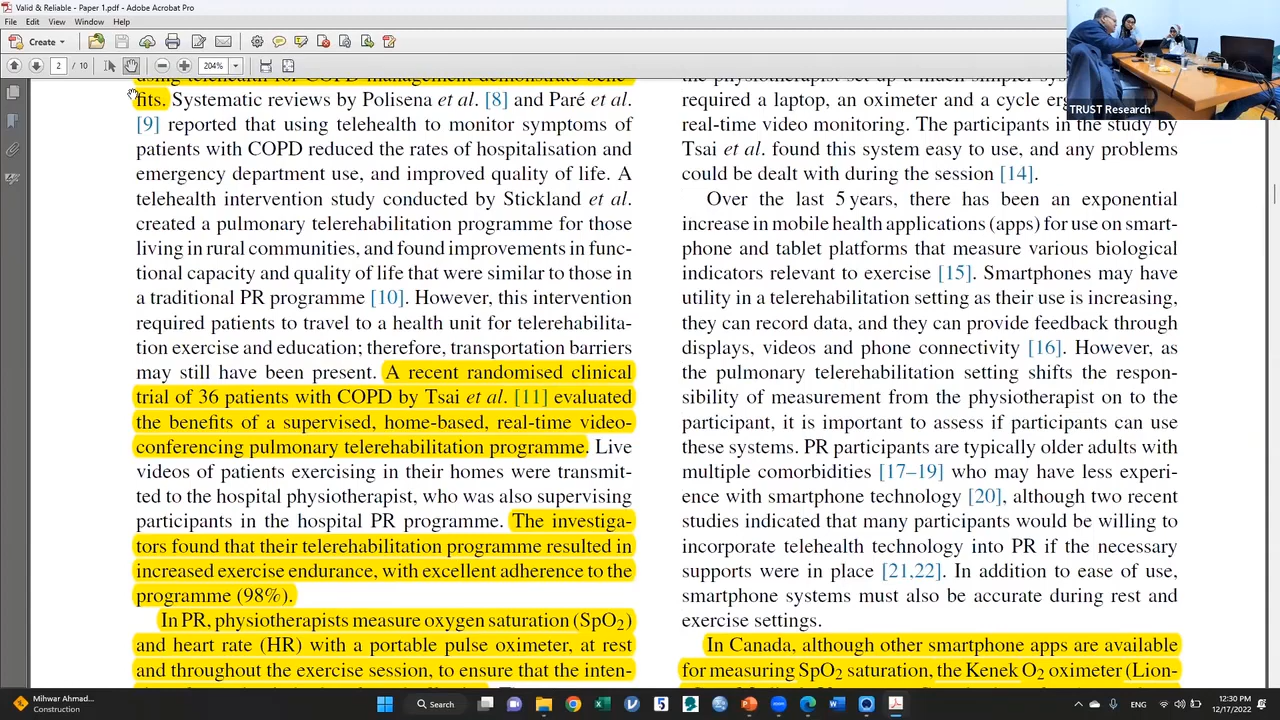 Valid & Reliable - Paper 1.pdf - Adobe Acrobat Pro
File Edit View Window Help
Create
2 / 10 204%
TRUST Research
using telehealth for COPD management demonstrate bene-
fits. Systematic reviews by Polisena et al. [8] and Paré et al.
[9] reported that using telehealth to monitor symptoms of
patients with COPD reduced the rates of hospitalisation and
emergency department use, and improved quality of life. A
telehealth intervention study conducted by Stickland et al.
created a pulmonary telerehabilitation programme for those
living in rural communities, and found improvements in func-
tional capacity and quality of life that were similar to those in
a traditional PR programme [10]. However, this intervention
required patients to travel to a health unit for telerehabilita-
tion exercise and education; therefore, transportation barriers
may still have been present. A recent randomised clinical
trial of 36 patients with COPD by Tsai et al. [11] evaluated
the benefits of a supervised, home-based, real-time video-
conferencing pulmonary telerehabilitation programme. Live
videos of patients exercising in their homes were transmit-
ted to the hospital physiotherapist, who was also supervising
participants in the hospital PR programme. The investiga-
tors found that their telerehabilitation programme resulted in
increased exercise endurance, with excellent adherence to the
programme (98%).
In PR, physiotherapists measure oxygen saturation (SpO2)
and heart rate (HR) with a portable pulse oximeter, at rest
and throughout the exercise session, to ensure that the inten-
the physiotherapist
required a laptop, an oximeter and a cycle
real-time video monitoring. The participants in the study by
Tsai et al. found this system easy to use, and any problems
could be dealt with during the session [14].
Over the last 5 years, there has been an exponential
increase in mobile health applications (apps) for use on smart-
phone and tablet platforms that measure various biological
indicators relevant to exercise [15]. Smartphones may have
utility in a telerehabilitation setting as their use is increasing,
they can record data, and they can provide feedback through
displays, videos and phone connectivity [16]. However, as
the pulmonary telerehabilitation setting shifts the respon-
sibility of measurement from the physiotherapist on to the
participant, it is important to assess if participants can use
these systems. PR participants are typically older adults with
multiple comorbidities [17–19] who may have less experi-
ence with smartphone technology [20], although two recent
studies indicated that many participants would be willing to
incorporate telehealth technology into PR if the necessary
supports were in place [21,22]. In addition to ease of use,
smartphone systems must also be accurate during rest and
exercise settings.
In Canada, although other smartphone apps are available
for measuring SpO2 saturation, the Kenek O2 oximeter (Lion-
Mihwar Ahmad...
Construction
Search
ENG
12:30 PM
12/17/2022